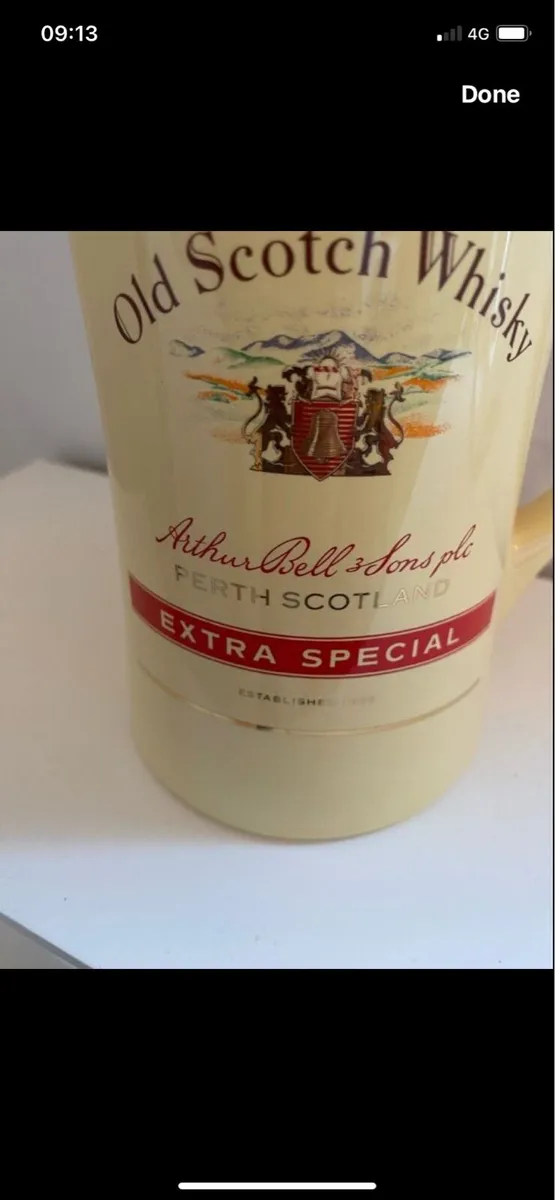 09:13
4G
Done
Old Scotch Whisky
Arthur Bell & Sons plc
PERTH SCOTLAND
EXTRA SPECIAL
ESTABLISHED